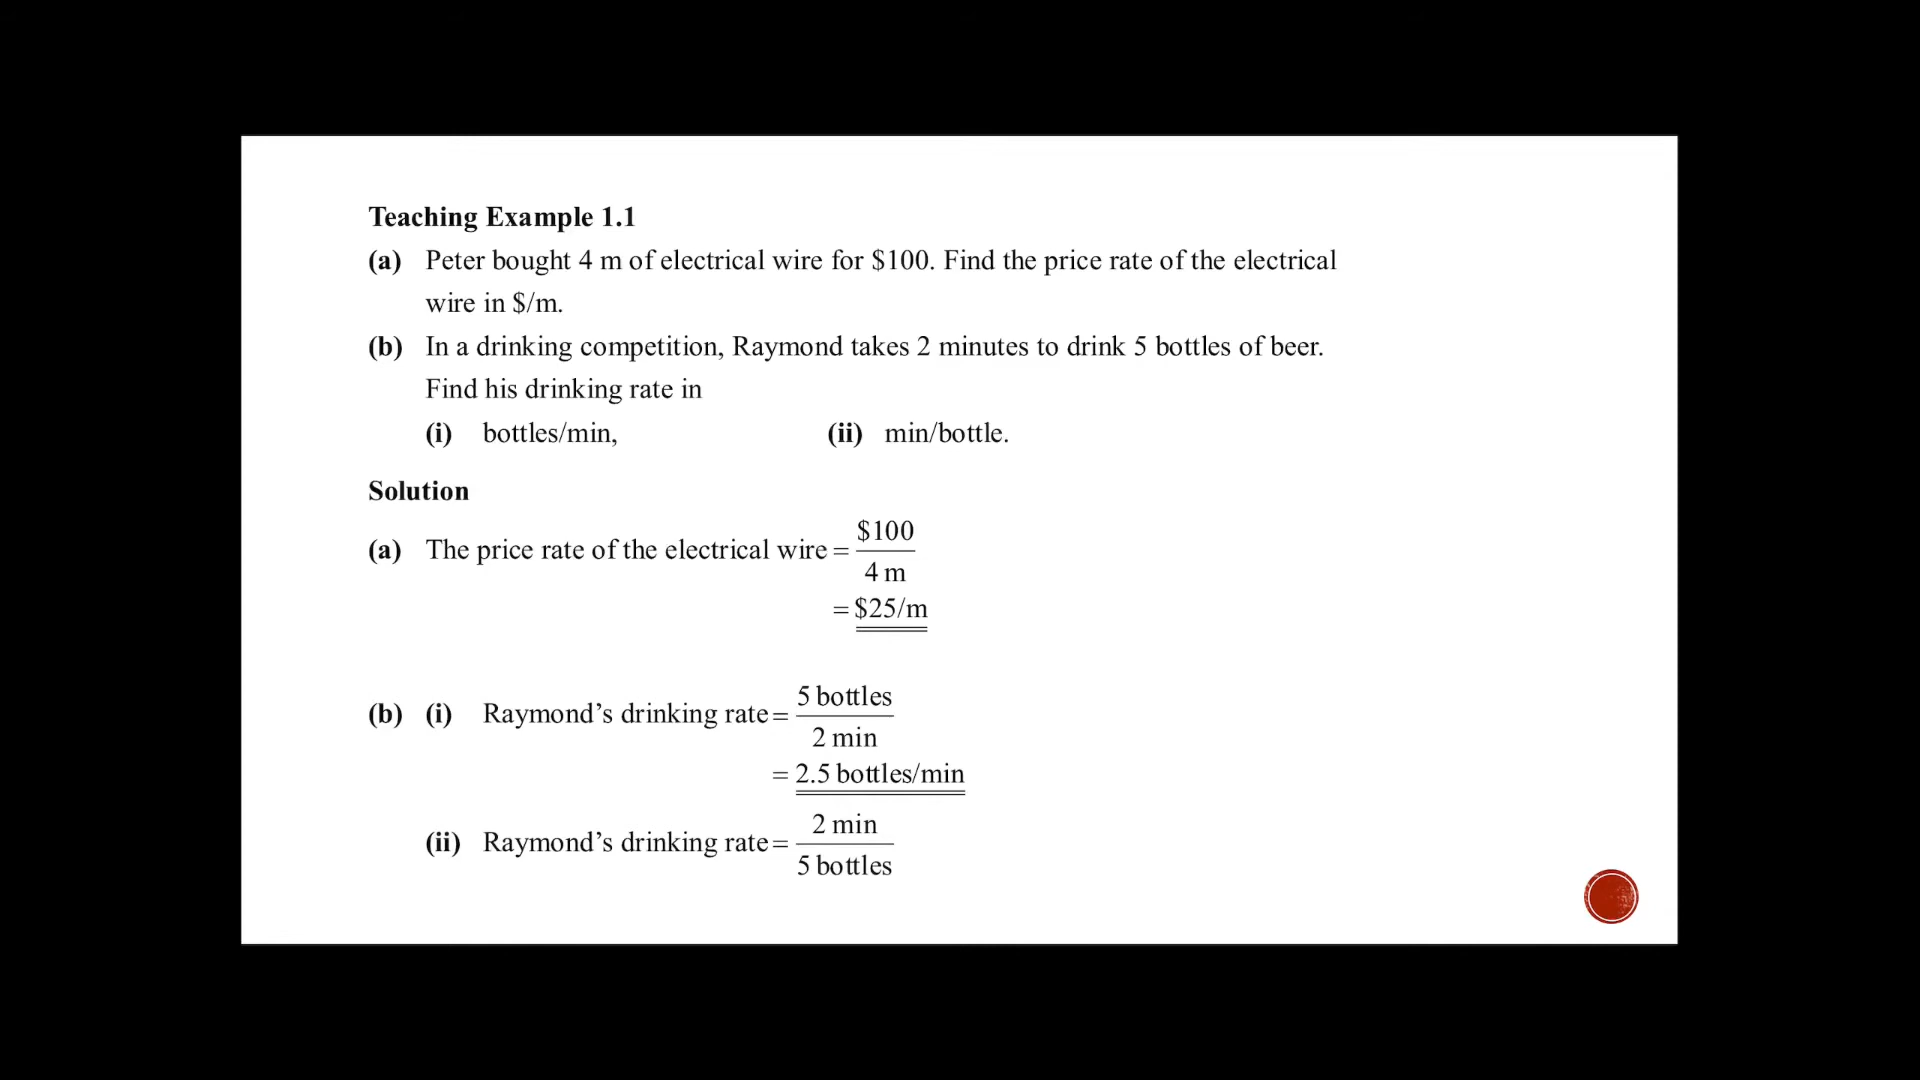 Teaching Example 1.1
(a) Peter bought 4 m of electrical wire for $100. Find the price rate of the electrical
wire in $/m.
(b) In a drinking competition, Raymond takes 2 minutes to drink 5 bottles of beer.
Find his drinking rate in
(i) bottles/min, (ii) min/bottle.
Solution
(a) The price rate of the electrical wire = $100 / 4 m
= $25/m
(b) (i) Raymond’s drinking rate = 5 bottles / 2 min
= 2.5 bottles/min
(ii) Raymond’s drinking rate = 2 min / 5 bottles